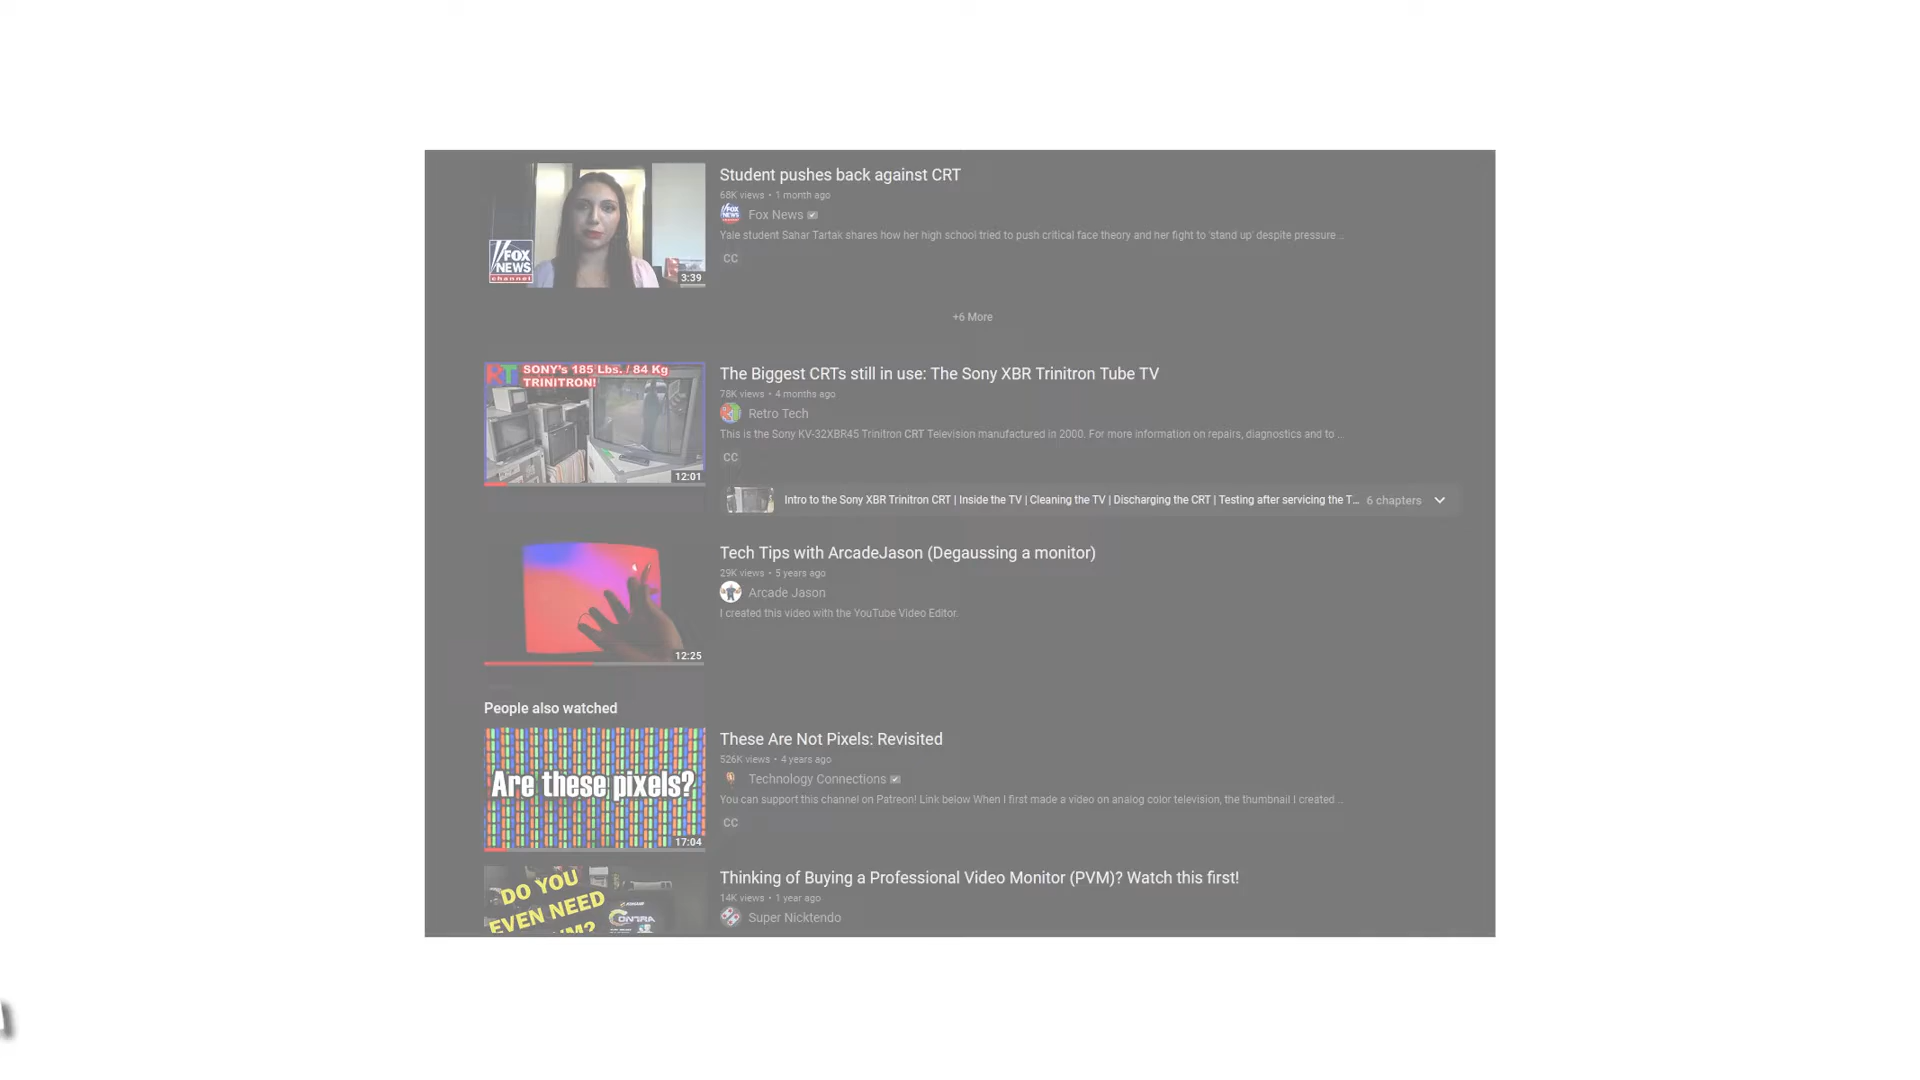 Student pushes back against CRT
68K views • 1 month ago
Fox News
Yale student Sahar Tartak shares how her high school tried to push critical face theory and her fight to 'stand up' despite pressure ...
CC
FOX
NEWS
channel
3:39
+6 More
RT SONY's 185 Lbs. / 84 Kg
TRINITRON!
12:01
The Biggest CRTs still in use: The Sony XBR Trinitron Tube TV
78K views • 4 months ago
Retro Tech
This is the Sony KV-32XBR45 Trinitron CRT Television manufactured in 2000. For more information on repairs, diagnostics and to ...
CC
Intro to the Sony XBR Trinitron CRT | Inside the TV | Cleaning the TV | Discharging the CRT | Testing after servicing the T... 6 chapters
Tech Tips with ArcadeJason (Degaussing a monitor)
29K views • 5 years ago
Arcade Jason
I created this video with the YouTube Video Editor.
12:25
People also watched
Are these pixels?
17:04
These Are Not Pixels: Revisited
526K views • 4 years ago
Technology Connections
You can support this channel on Patreon! Link below When I first made a video on analog color television, the thumbnail I created ...
CC
DO YOU
EVEN NEED
CONTRA
Thinking of Buying a Professional Video Monitor (PVM)? Watch this first!
14K views • 1 year ago
Super Nicktendo